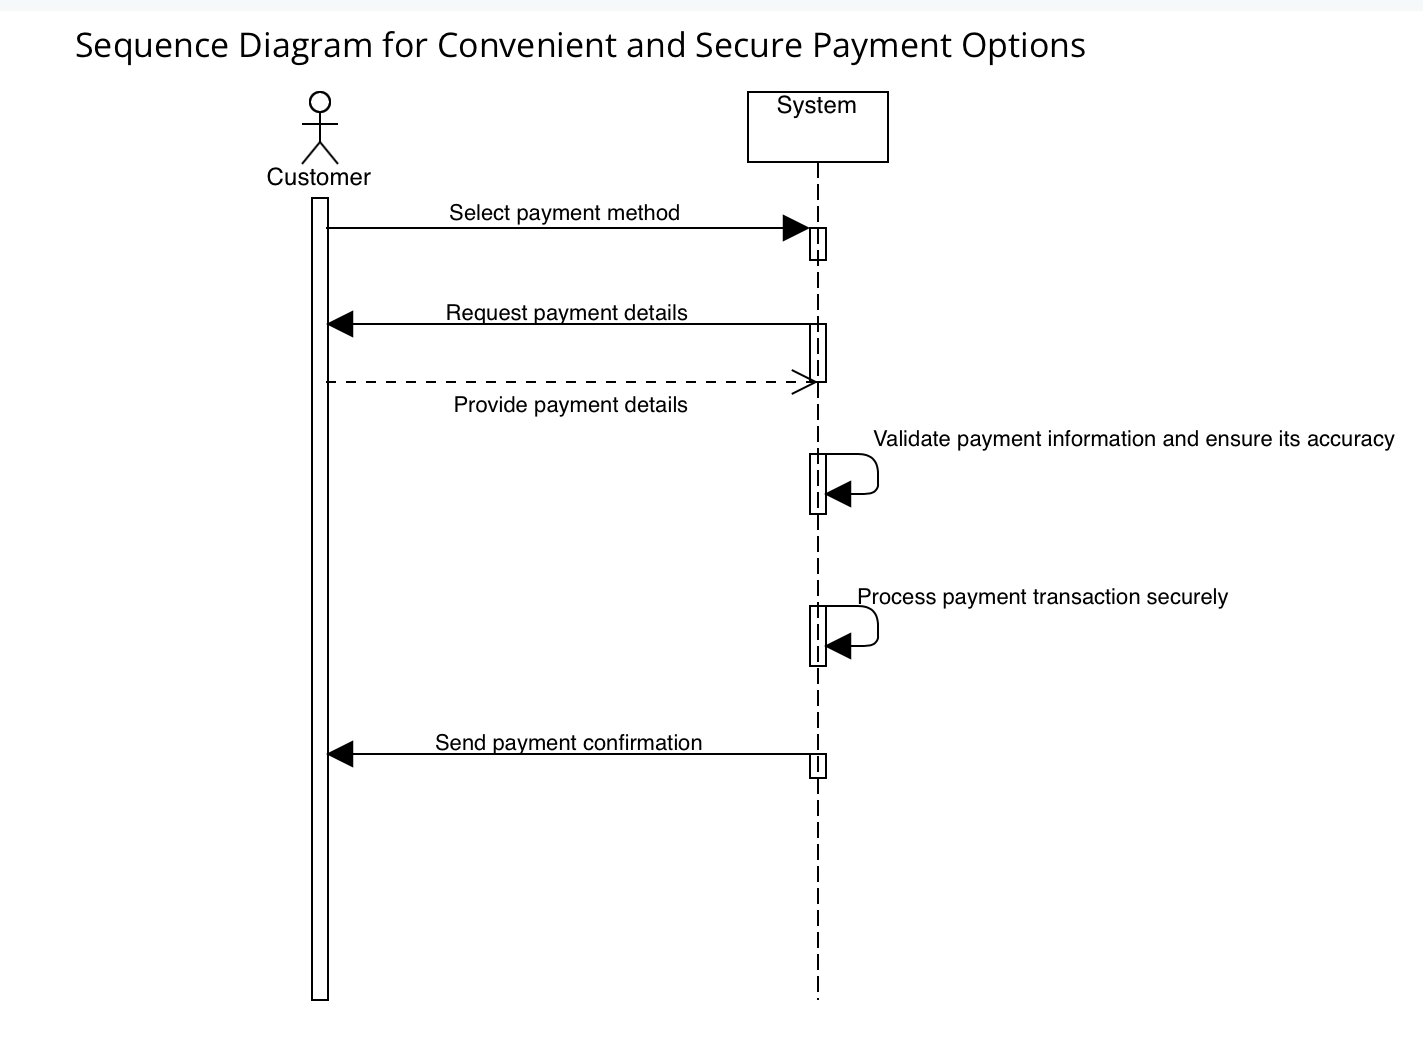 Sequence Diagram for Convenient and Secure Payment Options
System
Customer
Select payment method
Request payment details
Provide payment details
Validate payment information and ensure its accuracy
Process payment transaction securely
Send payment confirmation